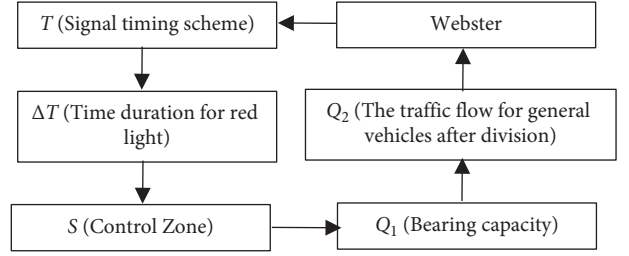 T (Signal timing scheme)
Webster
ΔT (Time duration for red
light)
Q₂ (The traffic flow for general
vehicles after division)
S (Control Zone)
Q₁ (Bearing capacity)